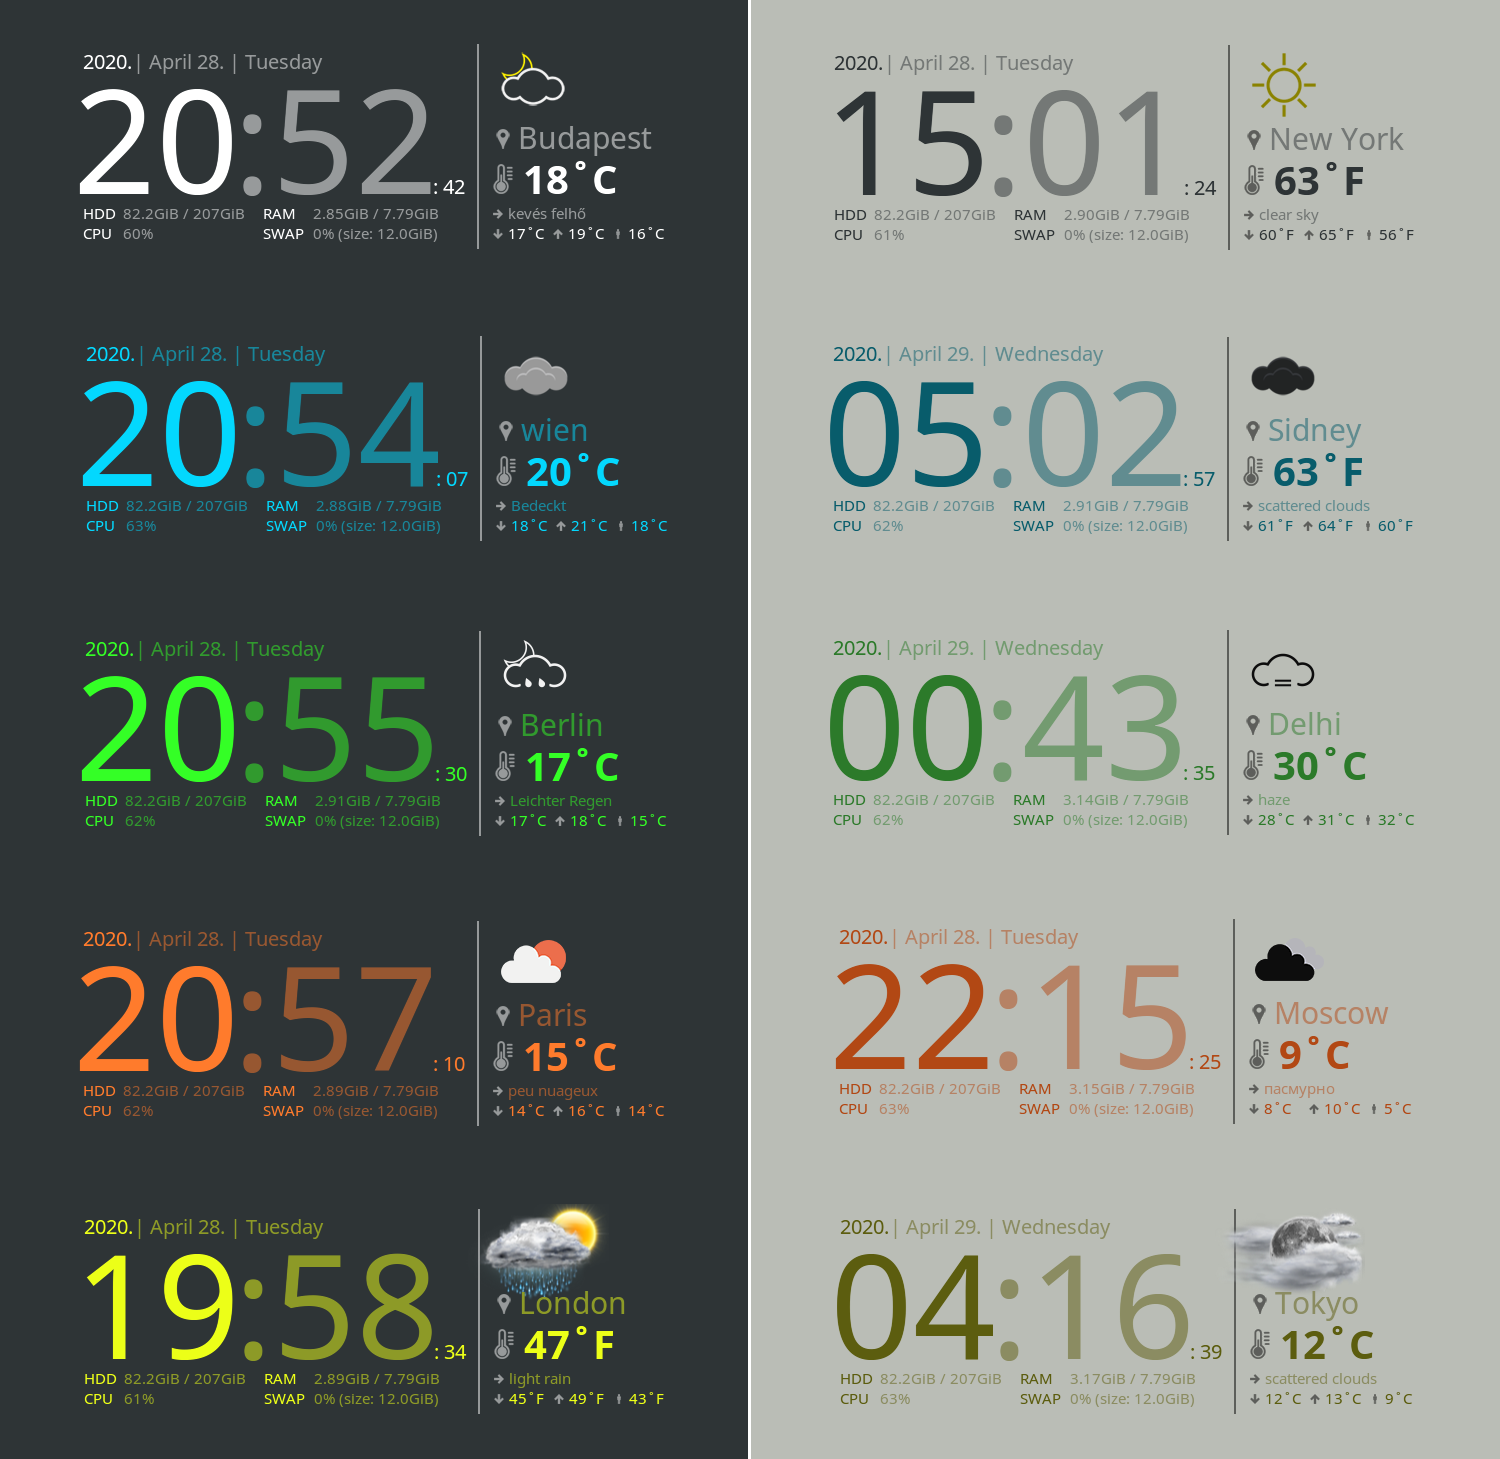 2020. | April 28. | Tuesday
20:52 : 42
HDD 82.2GiB / 207GiB RAM 2.85GiB / 7.79GiB
CPU 60% SWAP 0% (size: 12.0GiB)
Budapest
18°C
kevés felhő
17°C 19°C 16°C
2020. | April 28. | Tuesday
15:01 : 24
HDD 82.2GiB / 207GiB RAM 2.90GiB / 7.79GiB
CPU 61% SWAP 0% (size: 12.0GiB)
New York
63°F
clear sky
60°F 65°F 56°F
2020. | April 28. | Tuesday
20:54 : 07
HDD 82.2GiB / 207GiB RAM 2.88GiB / 7.79GiB
CPU 63% SWAP 0% (size: 12.0GiB)
wien
20°C
Bedeckt
18°C 21°C 18°C
2020. | April 29. | Wednesday
05:02 : 57
HDD 82.2GiB / 207GiB RAM 2.91GiB / 7.79GiB
CPU 62% SWAP 0% (size: 12.0GiB)
Sidney
63°F
scattered clouds
61°F 64°F 60°F
2020. | April 28. | Tuesday
20:55 : 30
HDD 82.2GiB / 207GiB RAM 2.91GiB / 7.79GiB
CPU 62% SWAP 0% (size: 12.0GiB)
Berlin
17°C
Leichter Regen
17°C 18°C 15°C
2020. | April 29. | Wednesday
00:43 : 35
HDD 82.2GiB / 207GiB RAM 3.14GiB / 7.79GiB
CPU 62% SWAP 0% (size: 12.0GiB)
Delhi
30°C
haze
28°C 31°C 32°C
2020. | April 28. | Tuesday
20:57 : 10
HDD 82.2GiB / 207GiB RAM 2.89GiB / 7.79GiB
CPU 62% SWAP 0% (size: 12.0GiB)
Paris
15°C
peu nuageux
14°C 16°C 14°C
2020. | April 28. | Tuesday
22:15 : 25
HDD 82.2GiB / 207GiB RAM 3.15GiB / 7.79GiB
CPU 63% SWAP 0% (size: 12.0GiB)
Moscow
9°C
пасмурно
8°C 10°C 5°C
2020. | April 28. | Tuesday
19:58 : 34
HDD 82.2GiB / 207GiB RAM 2.89GiB / 7.79GiB
CPU 61% SWAP 0% (size: 12.0GiB)
London
47°F
light rain
45°F 49°F 43°F
2020. | April 29. | Wednesday
04:16 : 39
HDD 82.2GiB / 207GiB RAM 3.17GiB / 7.79GiB
CPU 63% SWAP 0% (size: 12.0GiB)
Tokyo
12°C
scattered clouds
12°C 13°C 9°C